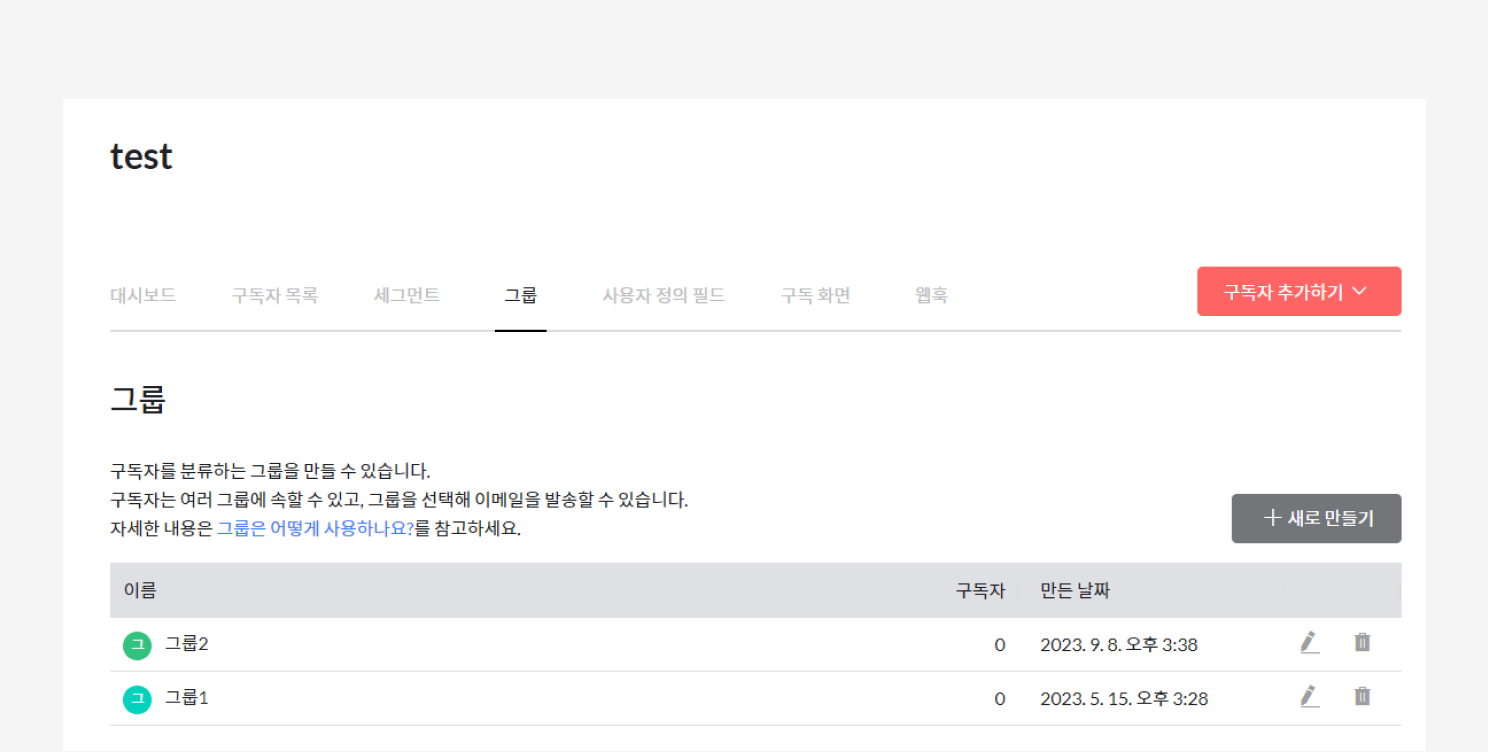 test
대시보드 구독자 목록 세그먼트 그룹 사용자 정의 필드 구독 화면 웹훅 구독자 추가하기
그룹
구독자를 분류하는 그룹을 만들 수 있습니다.
구독자는 여러 그룹에 속할 수 있고, 그룹을 선택해 이메일을 발송할 수 있습니다.
자세한 내용은 그룹은 어떻게 사용하나요?를 참고하세요.
+ 새로 만들기
이름 구독자 만든 날짜
그 그룹2 0 2023. 9. 8. 오후 3:38
그 그룹1 0 2023. 5. 15. 오후 3:28